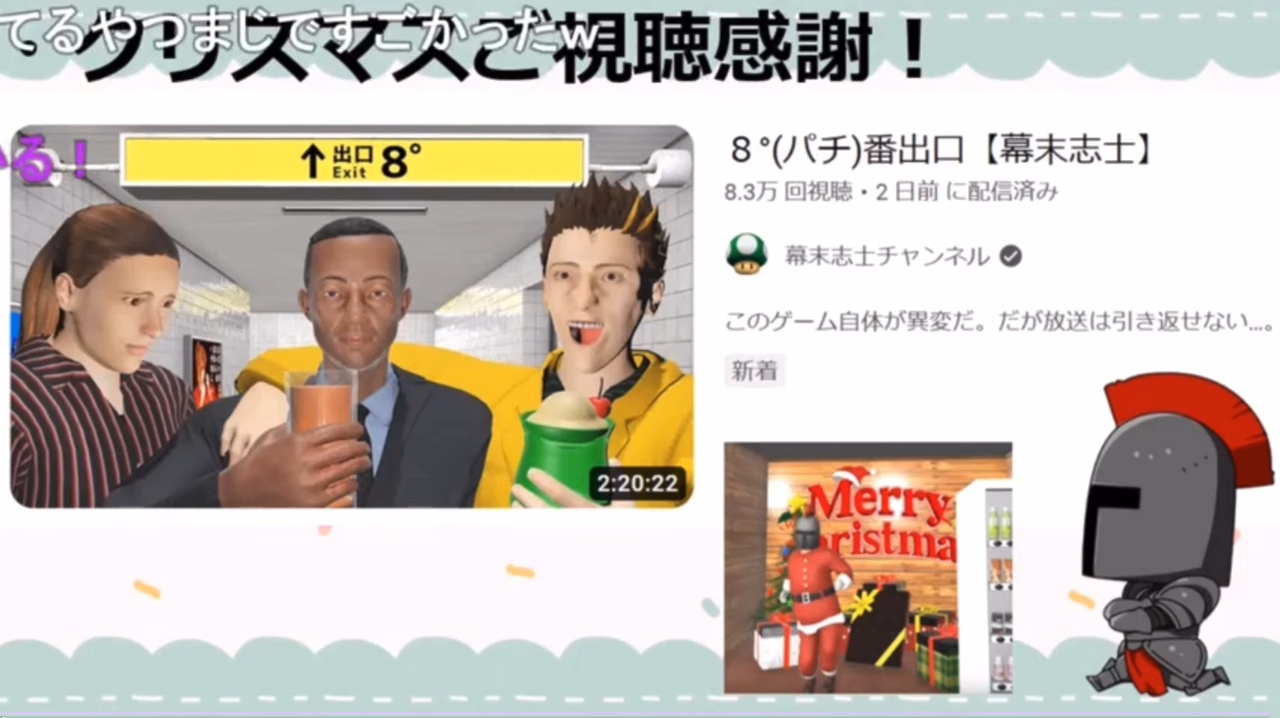 てるやつまじですごかったw
クリスマスご視聴感謝！
いる！
↑出口 8°
Exit
８°(パチ)番出口【幕末志士】
8.3万 回視聴・2 日前 に配信済み
幕末志士チャンネル
このゲーム自体が異変だ。だが放送は引き返せない...。
新着
2:20:22
Merry
ristma